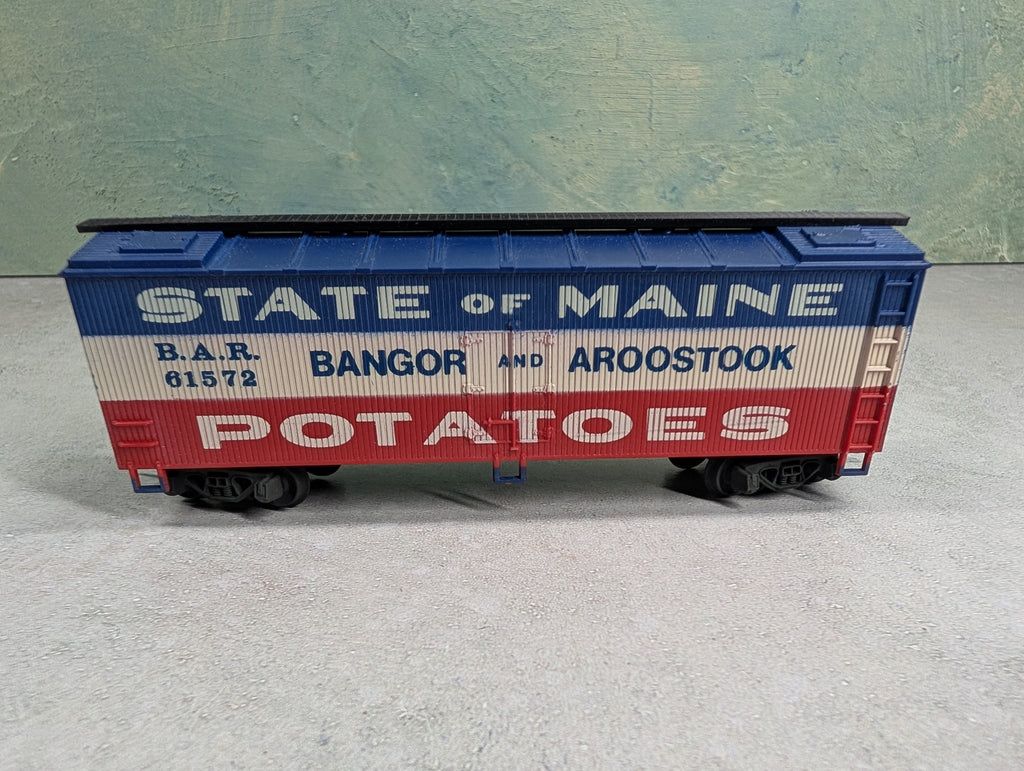 STATE OF MAINE
B.A.R.
61572
BANGOR AND AROOSTOOK
POTATOES